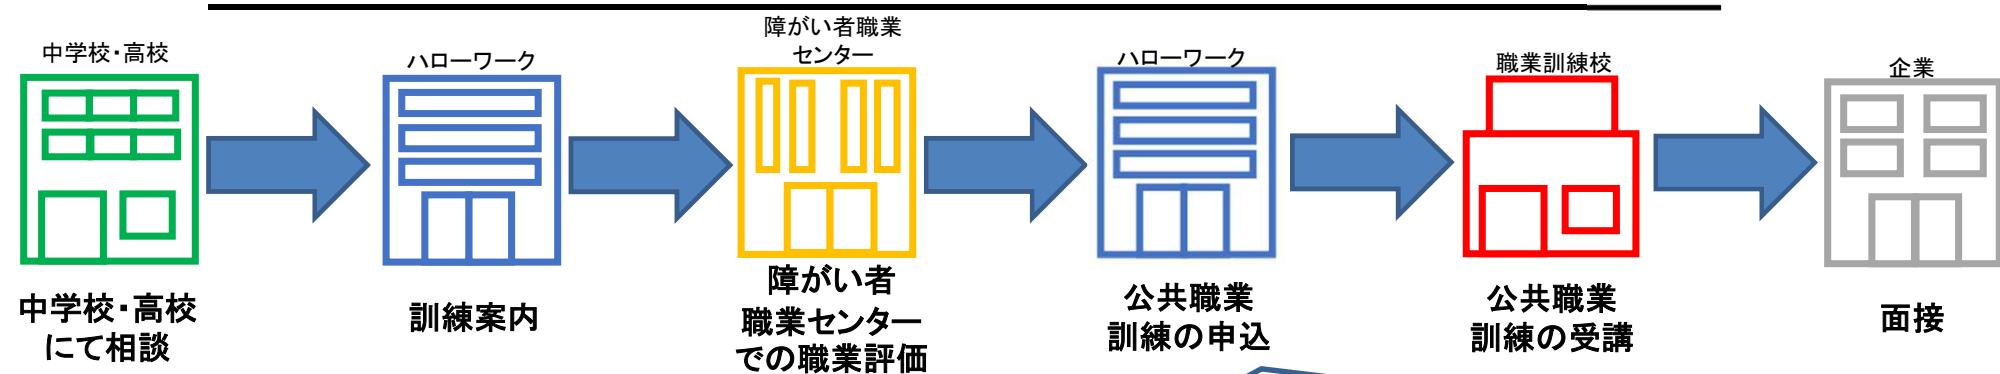 中学校・高校
ハローワーク
障がい者職業
センター
ハローワーク
職業訓練校
企業
中学校・高校
にて相談
訓練案内
障がい者
職業センター
での職業評価
公共職業
訓練の申込
公共職業
訓練の受講
面接